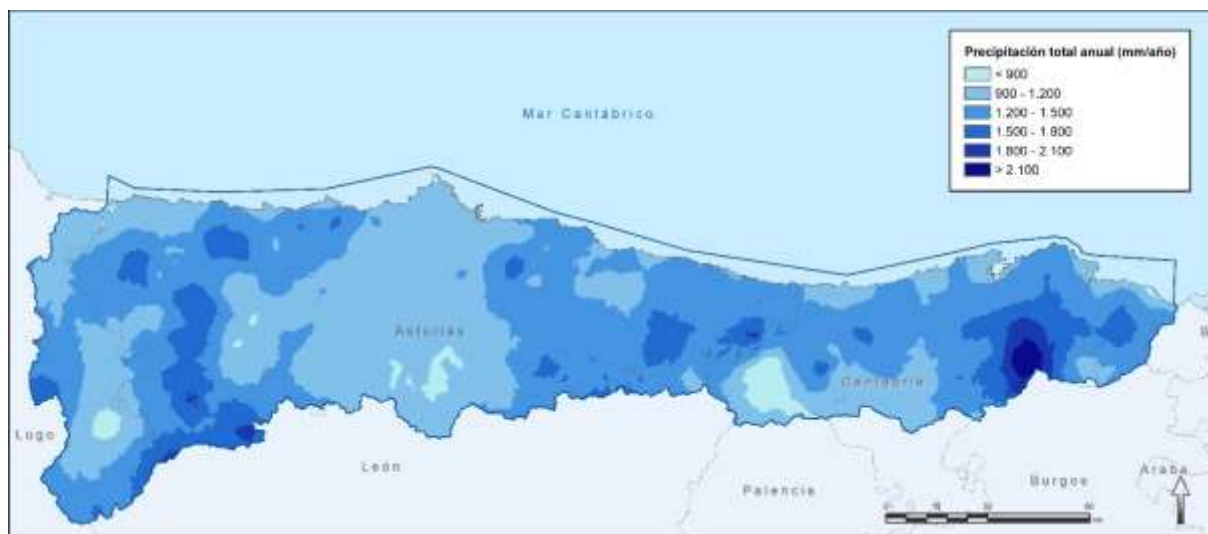 Precipitación total anual (mm/año)
< 900
900 - 1.200
1.200 - 1.500
1.500 - 1.800
1.800 - 2.100
> 2.100
Mar Cantábrico
Asturias
Cantabria
Lugo
León
Palencia
Burgos
Araba